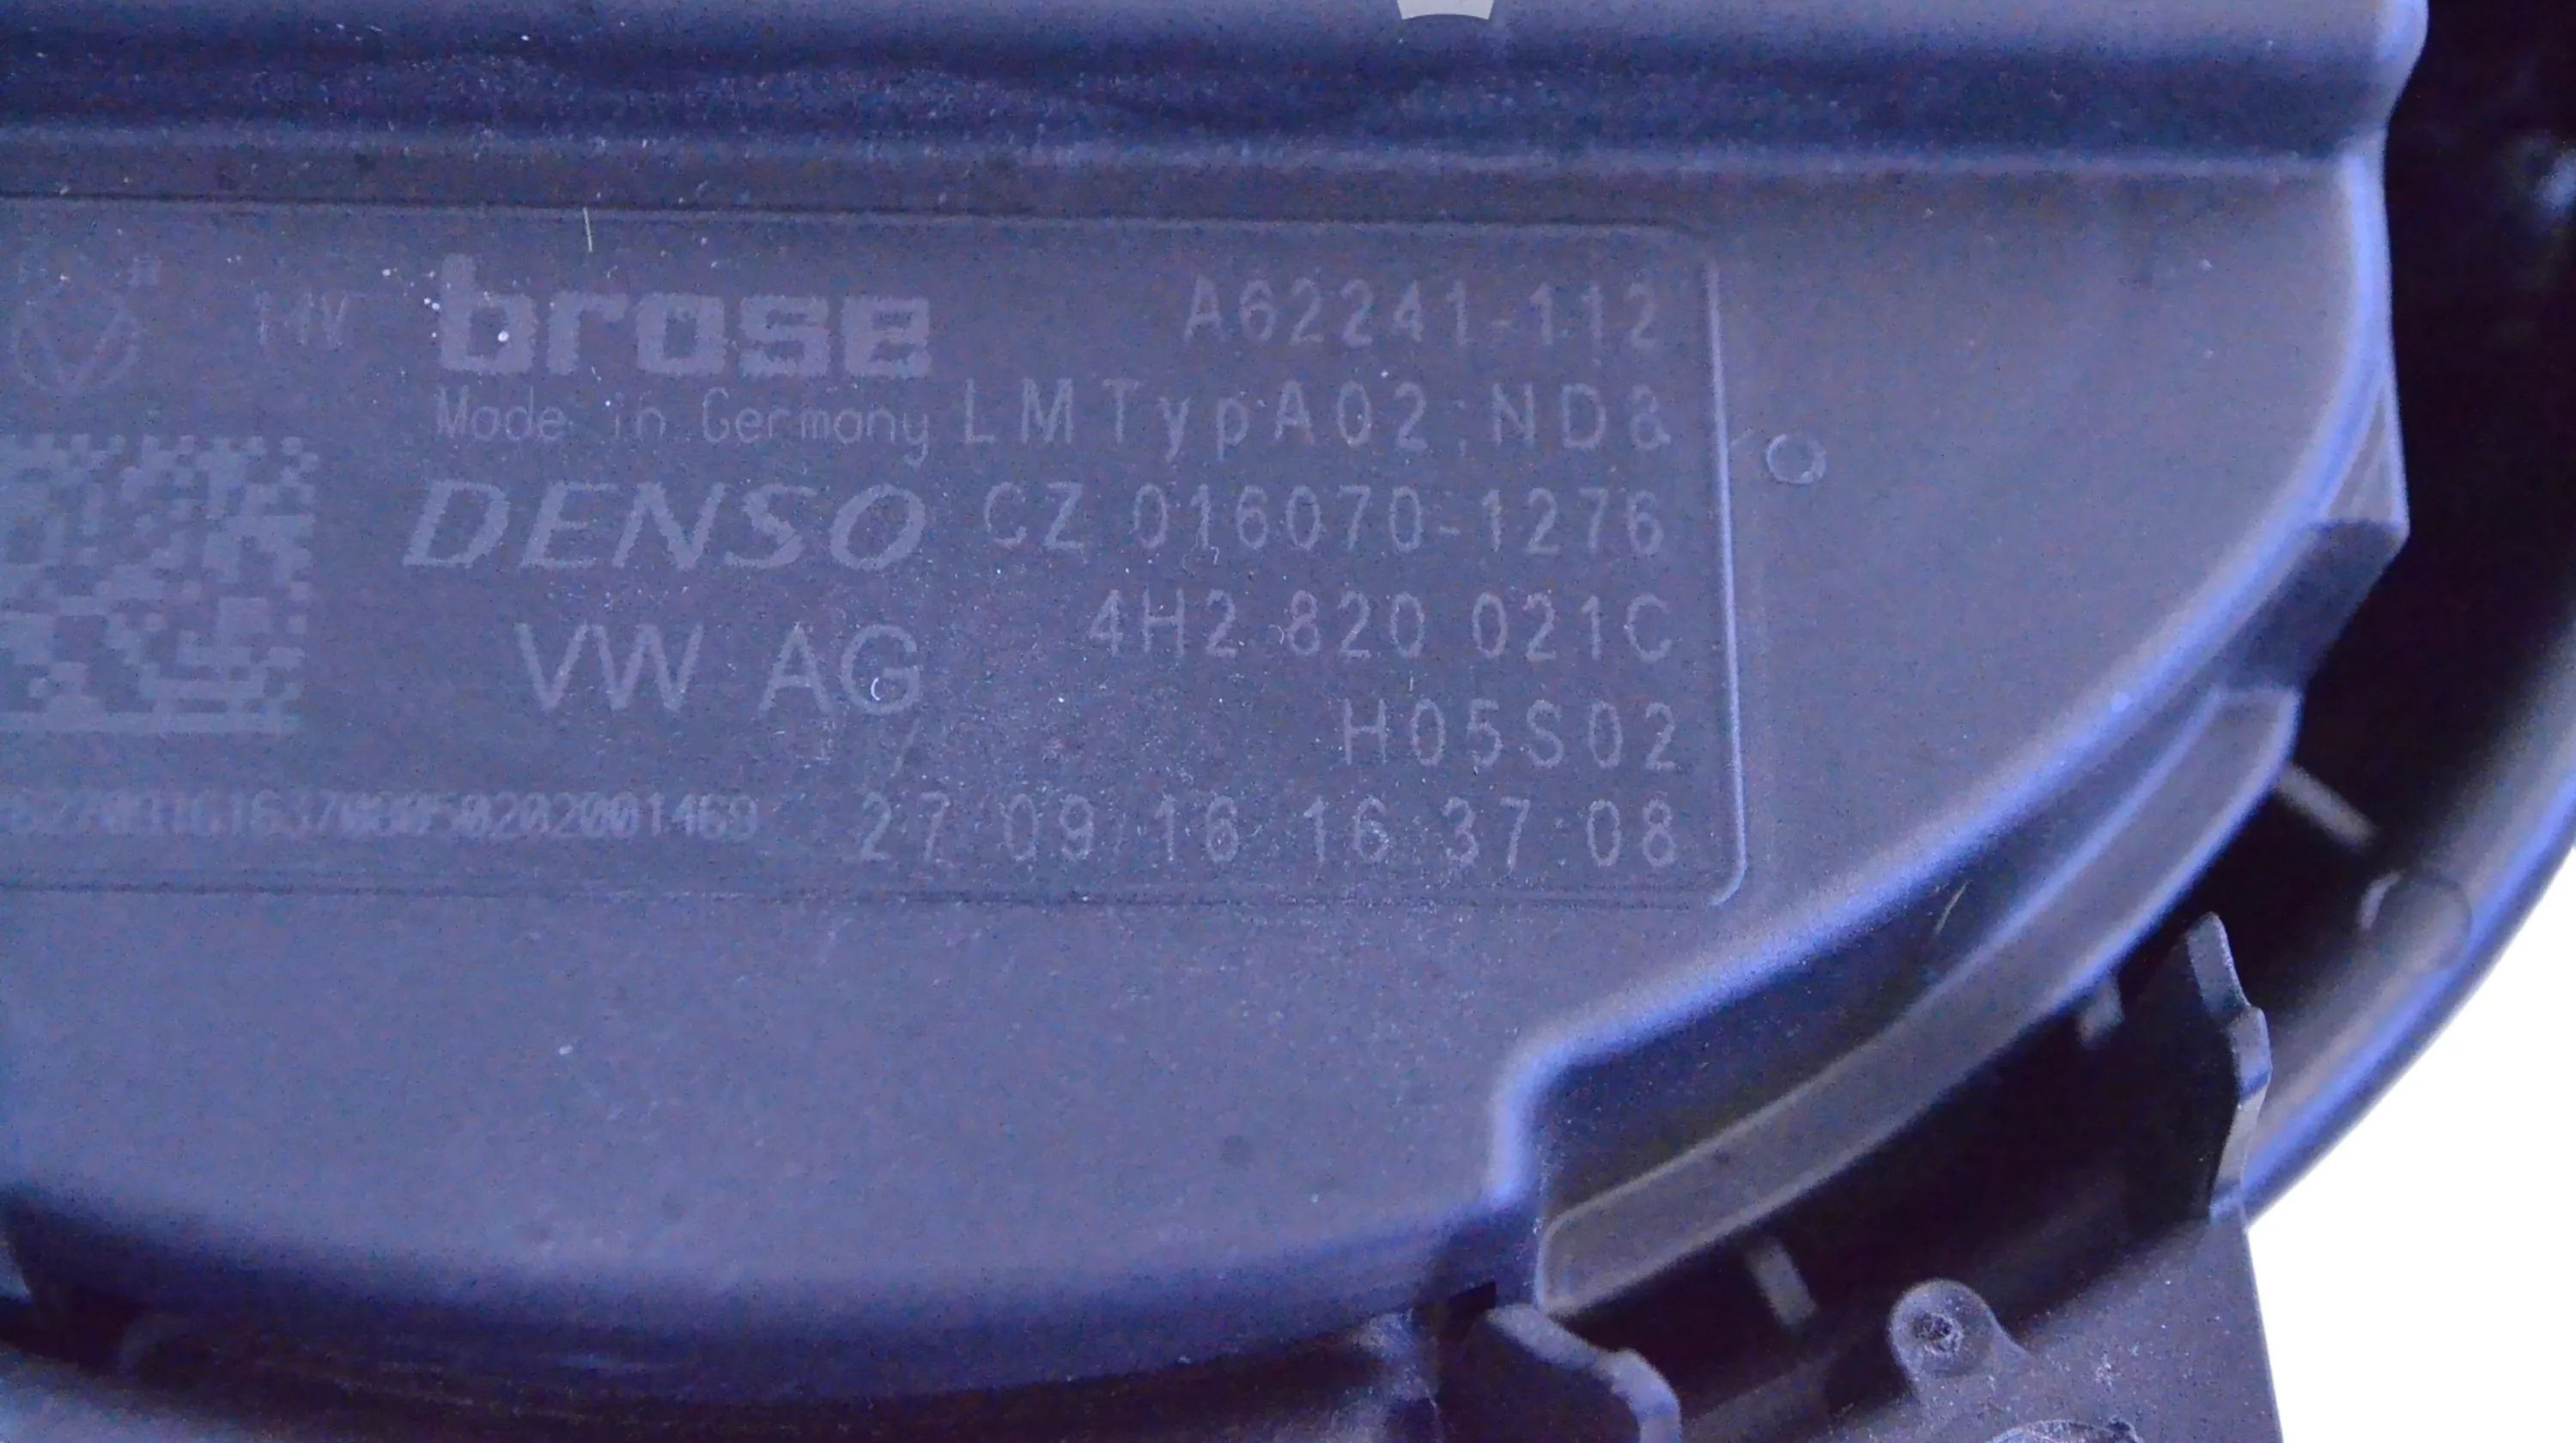 14V brose A62241-112
Made in Germany LMTypA02;ND8
DENSO CZ 016070-1276
4H2 820 021C
VW AG
H05S02
27/09/16 16:37:08